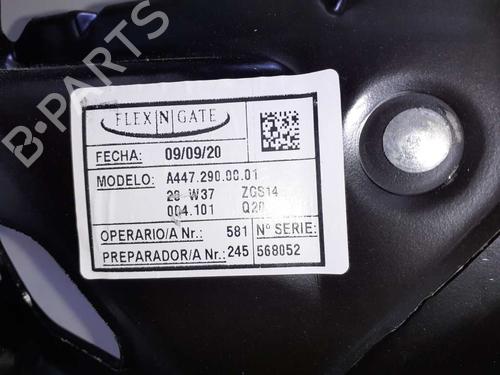 B-PARTS
FLEX N GATE
FECHA: 09/09/20
MODELO: A447.290.00.01
20 W37 ZGS14
004.101 Q20
OPERARIO/A Nr.: 581 Nº SERIE:
PREPARADOR/A Nr.: 245 568052